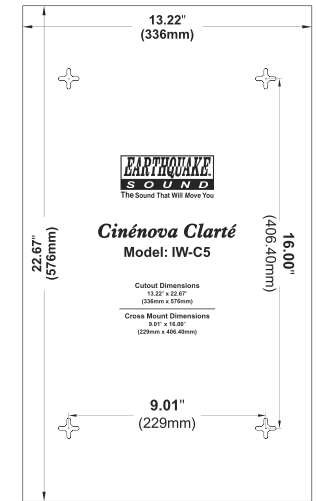 13.22"
(336mm)
EARTHQUAKE
SOUND
The Sound That Will Move You
Cinénova Clarté
Model: IW-C5
22.67"
(576mm)
16.00"
(406.40mm)
Cutout Dimensions
13.22" x 22.67"
(336mm x 576mm)
Cross Mount Dimensions
9.01" x 16.00"
(229mm x 406.40mm)
9.01"
(229mm)